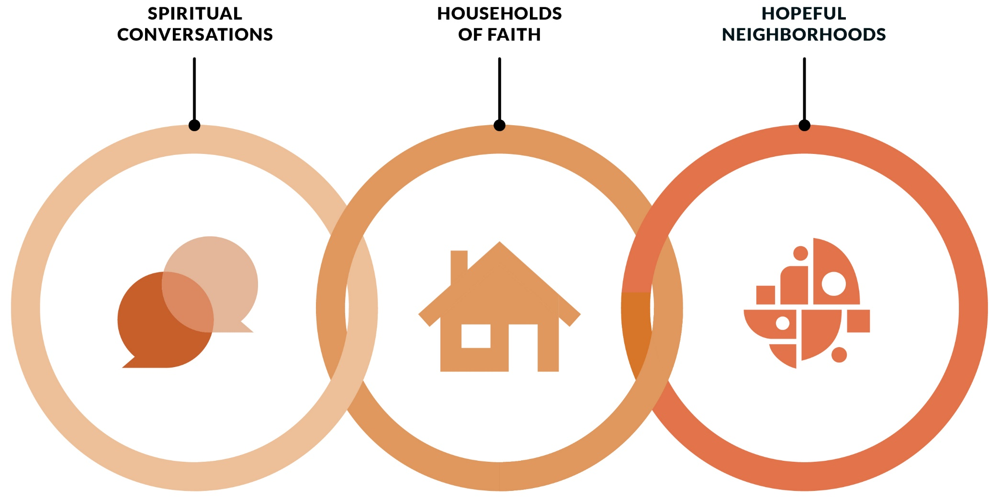 SPIRITUAL
CONVERSATIONS
HOUSEHOLDS
OF FAITH
HOPEFUL
NEIGHBORHOODS